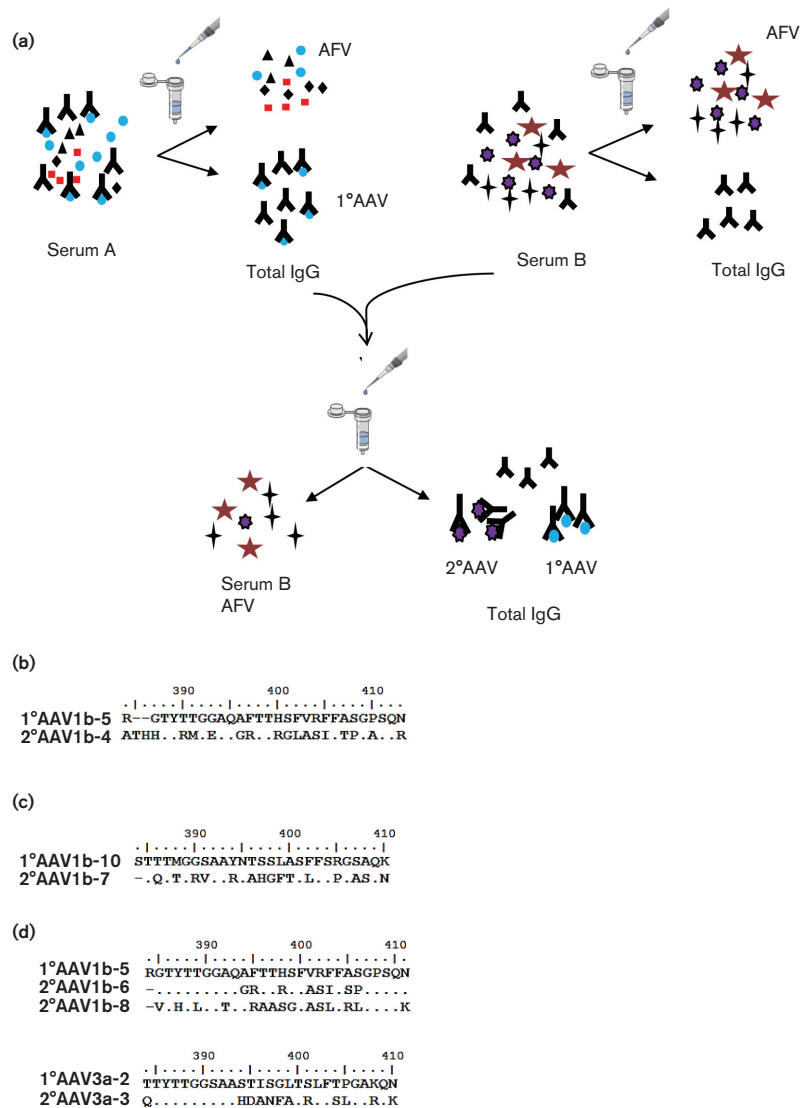 (a)
AFV
AFV
1°AAV
Serum A
Total IgG
Serum B
Total IgG
2°AAV
1°AAV
Serum B
AFV
Total IgG
(b)
390 400 410
1°AAV1b-5 R--GTYTTGGAQAFTTHSFVRFFASGPSQN
2°AAV1b-4 ATHH..RM.E..GR..RGLASI.TP.A..R
(c)
390 400 410
1°AAV1b-10 STTTMGGSAAYNTSSLASFFSRGSAQK
2°AAV1b-7 -.Q.T.RV..R.AHGFT.L..P.AS.N
(d)
390 400 410
1°AAV1b-5 RGTYTTGGAQAFTTHSFVRFFASGPSQN
2°AAV1b-6 -.........GR..R..ASI.SP.....
2°AAV1b-8 -V.H.L..T..RAASG.ASL.RL....K
390 400 410
1°AAV3a-2 TTYTTGGSAASTISGLTSLFTPGAKQN
2°AAV3a-3 Q.........HDANFA.R..SL..R.K